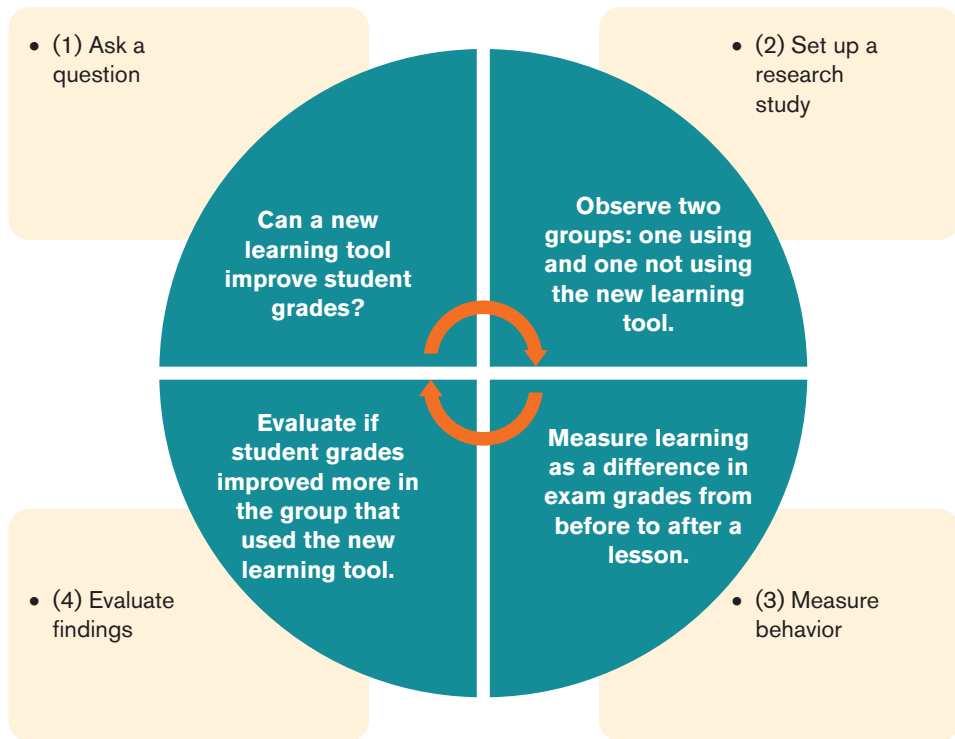 • (1) Ask a
question
Can a new
learning tool
improve student
grades?
• (2) Set up a
research
study
Observe two
groups: one using
and one not using
the new learning
tool.
• (3) Measure
behavior
Measure learning
as a difference in
exam grades from
before to after a
lesson.
• (4) Evaluate
findings
Evaluate if
student grades
improved more in
the group that
used the new
learning tool.